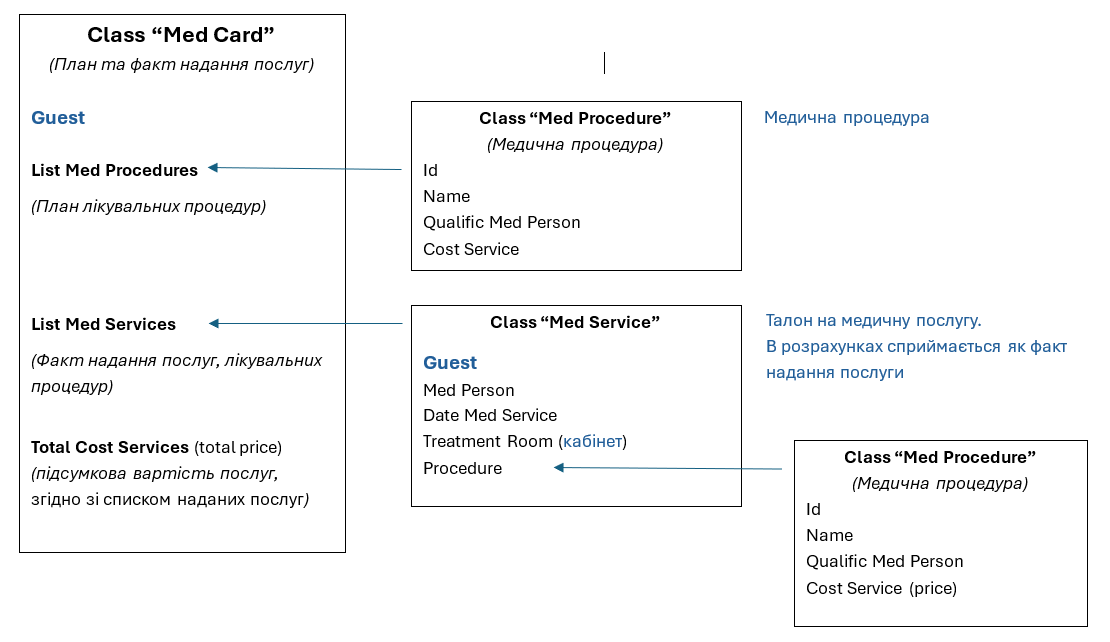 Class “Med Card”
(План та факт надання послуг)
Guest
List Med Procedures
(План лікувальних процедур)
List Med Services
(Факт надання послуг, лікувальних
процедур)
Total Cost Services (total price)
(підсумкова вартість послуг,
згідно зі списком наданих послуг)
Class “Med Procedure”
(Медична процедура)
Id
Name
Qualific Med Person
Cost Service
Медична процедура
Class “Med Service”
Guest
Med Person
Date Med Service
Treatment Room (кабінет)
Procedure
Талон на медичну послугу.
В розрахунках сприймається як факт
надання послуги
Class “Med Procedure”
(Медична процедура)
Id
Name
Qualific Med Person
Cost Service (price)